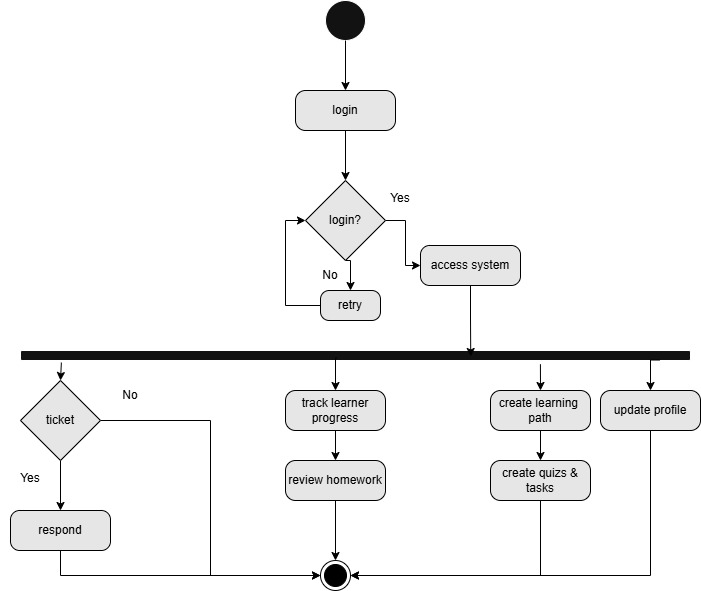 login
Yes
login?
access system
No
retry
No
track learner
progress
create learning
path
update profile
ticket
Yes
review homework
create quizs &
tasks
respond